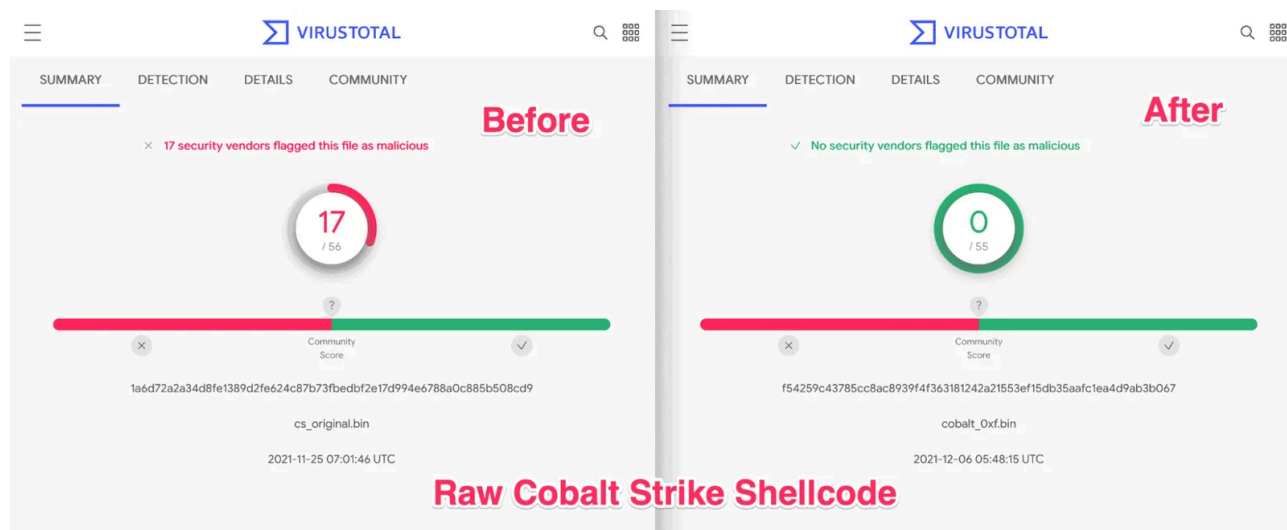 VIRUSTOTAL
SUMMARY DETECTION DETAILS COMMUNITY
Before
17 security vendors flagged this file as malicious
17
/ 56
?
Community
Score
1a6d72a2a34d8fe1389d2fe624c87b73fbedbf2e17d994e6788a0c885b508cd9
cs_original.bin
2021-11-25 07:01:46 UTC
VIRUSTOTAL
SUMMARY DETECTION DETAILS COMMUNITY
After
No security vendors flagged this file as malicious
0
/ 55
?
Community
Score
f54259c43785cc8ac8939f4f363181242a21553ef15db35aafc1ea4d9ab3b067
cobalt_0xf.bin
2021-12-06 05:48:15 UTC
Raw Cobalt Strike Shellcode